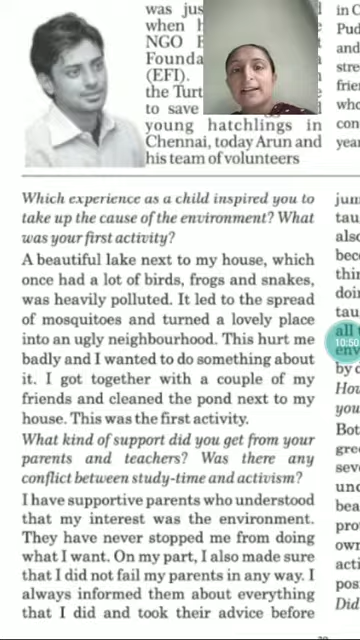 was jus
when h
NGO E
Founda
(EFI).
the Turt
to save
young hatchlings in
Chennai, today Arun and
his team of volunteers
Which experience as a child inspired you to
take up the cause of the environment? What
was your first activity?
A beautiful lake next to my house, which
once had a lot of birds, frogs and snakes,
was heavily polluted. It led to the spread
of mosquitoes and turned a lovely place
into an ugly neighbourhood. This hurt me
badly and I wanted to do something about
it. I got together with a couple of my
friends and cleaned the pond next to my
house. This was the first activity.
What kind of support did you get from your
parents and teachers? Was there any
conflict between study-time and activism?
I have supportive parents who understood
that my interest was the environment.
They have never stopped me from doing
what I want. On my part, I also made sure
that I did not fail my parents in any way. I
always informed them about everything
that I did and took their advice before
in C
Pud
and
stre
frie
who
con
year
jum
tau
also
bec
thin
doin
tau
all t
env
by d
How
you
Bot
gre
seve
und
bea
pro
own
acti
pos
Did
10:50